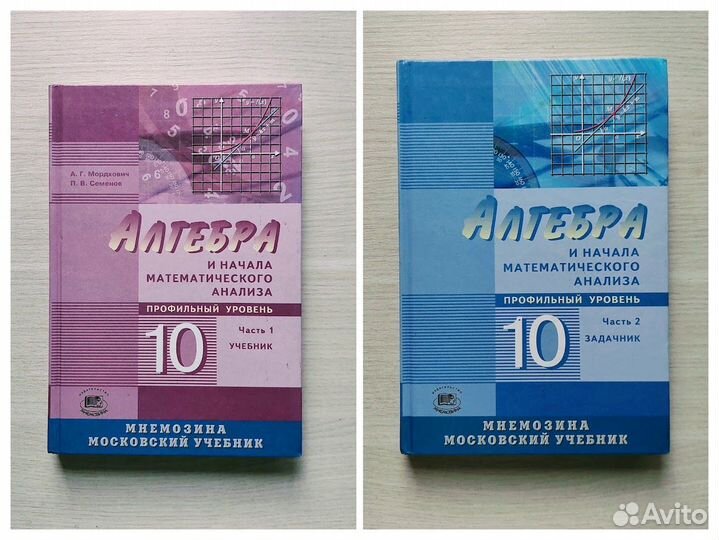 А. Г. Мордкович
П. В. Семенов
АЛГЕБРА
И НАЧАЛА
МАТЕМАТИЧЕСКОГО
АНАЛИЗА
ПРОФИЛЬНЫЙ УРОВЕНЬ
10
Часть 1
УЧЕБНИК
МНЕМОЗИНА
МОСКОВСКИЙ УЧЕБНИК
АЛГЕБРА
И НАЧАЛА
МАТЕМАТИЧЕСКОГО
АНАЛИЗА
ПРОФИЛЬНЫЙ УРОВЕНЬ
10
Часть 2
ЗАДАЧНИК
МНЕМОЗИНА
МОСКОВСКИЙ УЧЕБНИК
Avito